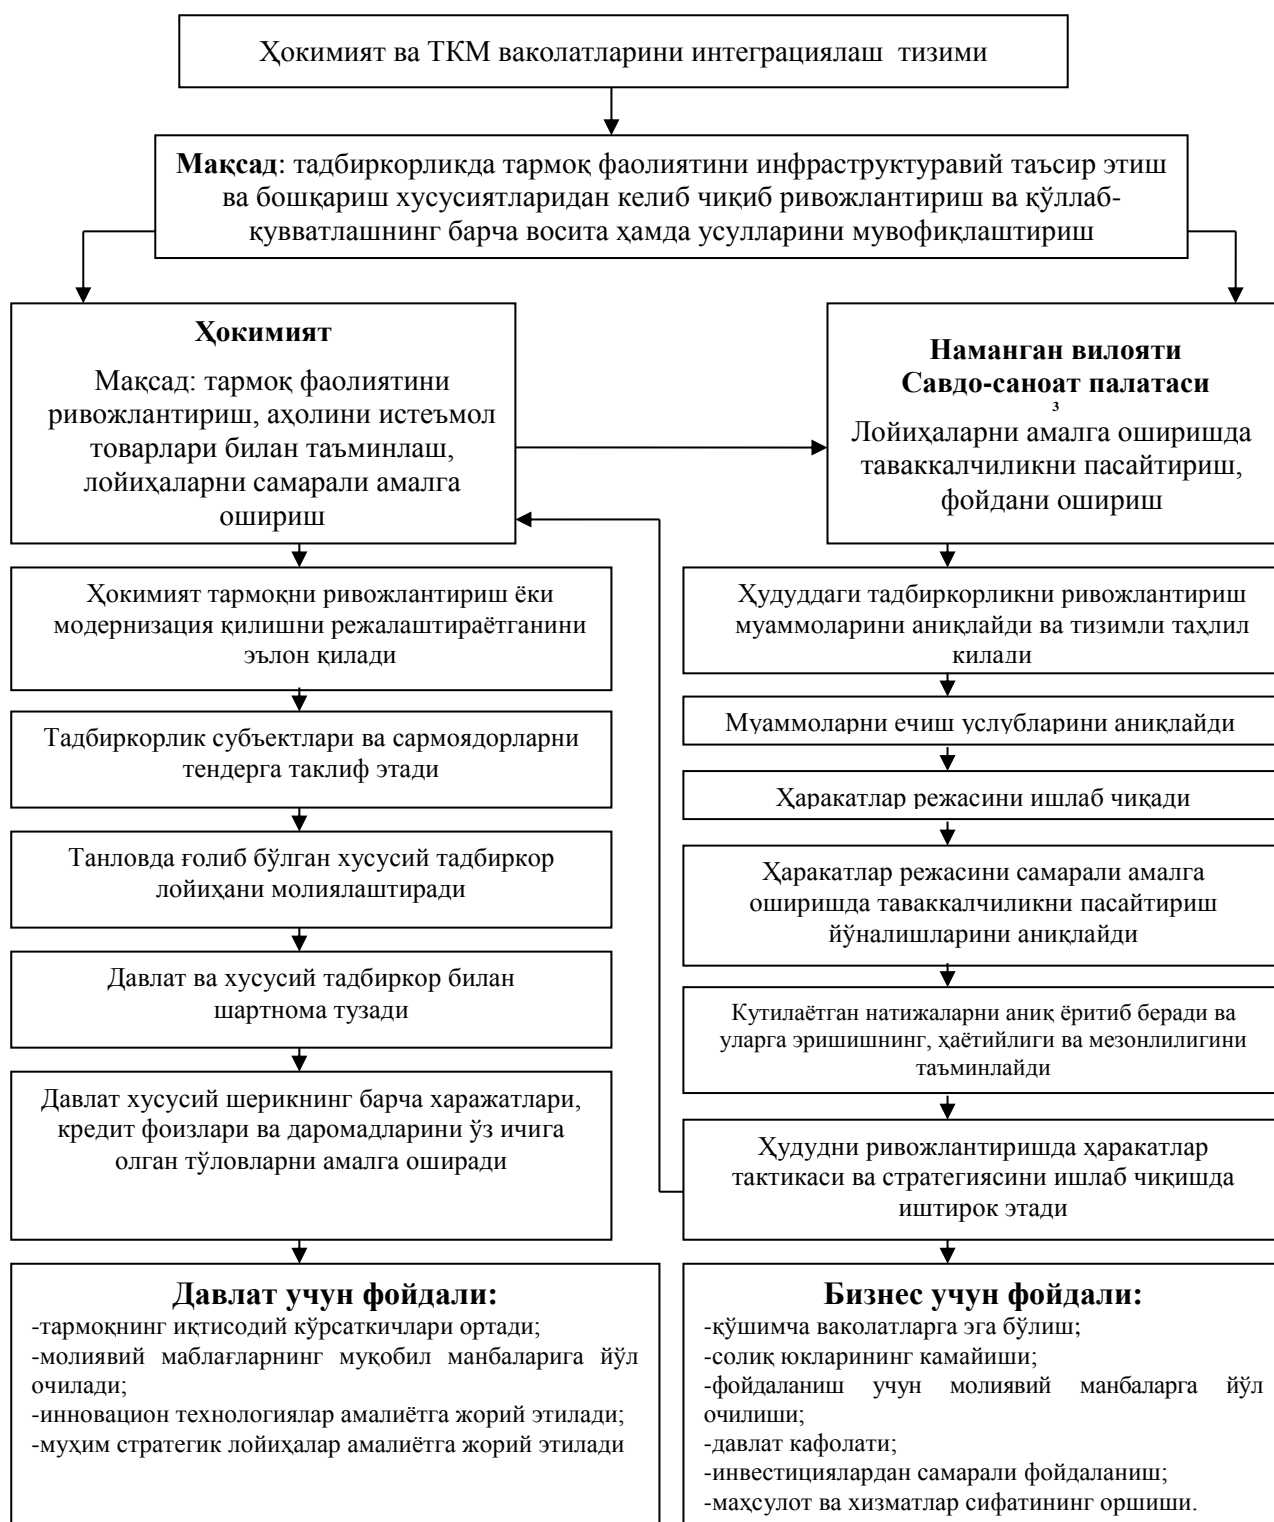 Ҳокимият ва ТКМ ваколатларини интеграциялаш тизими
Мақсад: тадбиркорликда тармоқ фаолиятини инфраструктуравий таъсир этиш
ва бошқариш хусусиятларидан келиб чиқиб ривожлантириш ва қўллаб-
қувватлашнинг барча восита ҳамда усулларини мувофиқлаштириш
Ҳокимият
Мақсад: тармоқ фаолиятини
ривожлантириш, аҳолини истеъмол
товарлари билан таъминлаш,
лойиҳаларни самарали амалга
ошириш
Наманган вилояти
Савдо-саноат палатаси
3
Лойиҳаларни амалга оширишда
таваккалчиликни пасайтириш,
фойдани ошириш
Ҳокимият тармоқни ривожлантириш ёки
модернизация қилишни режалаштираётганини
эълон қилади
Тадбиркорлик субъектлари ва сармоядорларни
тендерга таклиф этади
Танловда ғолиб бўлган хусусий тадбиркор
лойиҳани молиялаштиради
Давлат ва хусусий тадбиркор билан
шартнома тузади
Давлат хусусий шерикнинг барча харажатлари,
кредит фоизлари ва даромадларини ўз ичига
олган тўловларни амалга оширади
Ҳудуддаги тадбиркорликни ривожлантириш
муаммоларини аниқлайди ва тизимли таҳлил
қилади
Муаммоларни ечиш услубларини аниқлайди
Ҳаракатлар режасини ишлаб чиқади
Ҳаракатлар режасини самарали амалга
оширишда таваккалчиликни пасайтириш
йўналишларини аниқлайди
Кутилаётган натижаларни аниқ ёритиб беради ва
уларга эришишнинг, ҳаётийлиги ва мезонлилигини
таъминлайди
Ҳудудни ривожлантиришда ҳаракатлар
тактикаси ва стратегиясини ишлаб чиқишда
иштирок этади
Давлат учун фойдали:
-тармоқнинг иқтисодий кўрсаткичлари ортади;
-молиявий маблағларнинг муқобил манбаларига йўл
очилади;
-инновацион технологиялар амалиётга жорий этилади;
-муҳим стратегик лойиҳалар амалиётга жорий этилади
Бизнес учун фойдали:
-қўшимча ваколатларга эга бўлиш;
-солиқ юкларининг камайиши;
-фойдаланиш учун молиявий манбаларга йўл
очилиши;
-давлат кафолати;
-инвестициялардан самарали фойдаланиш;
-маҳсулот ва хизматлар сифатининг оршиши.